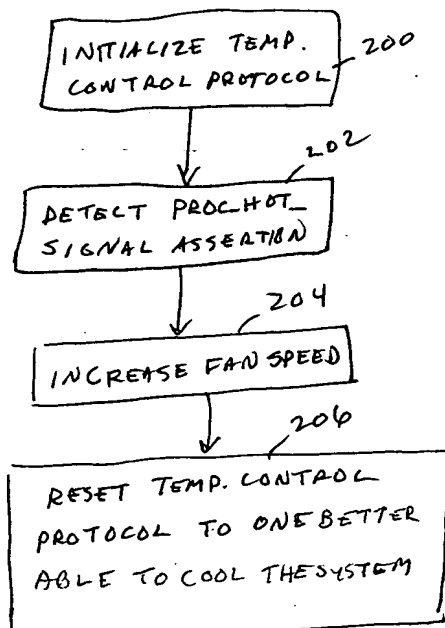 INITIALIZE TEMP.
CONTROL PROTOCOL
200
202
DETECT PROC_HOT_
SIGNAL ASSERTION
204
INCREASE FAN SPEED
206
RESET TEMP. CONTROL
PROTOCOL TO ONE BETTER
ABLE TO COOL THE SYSTEM